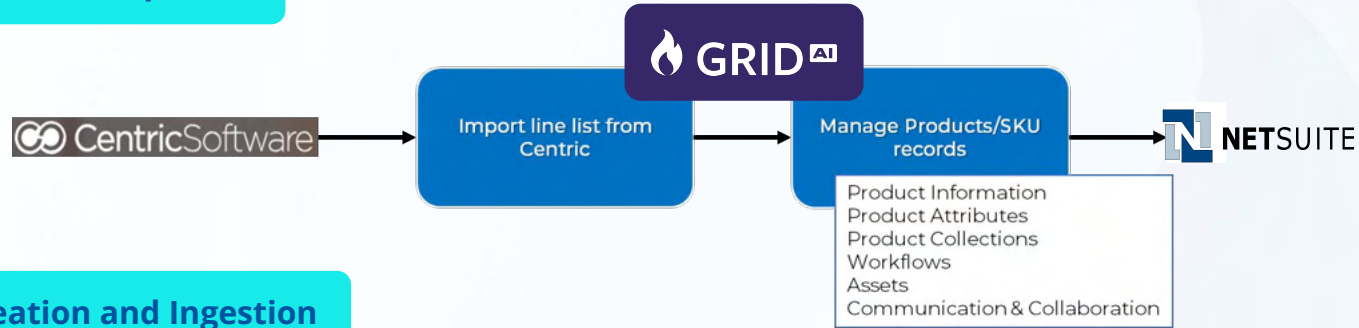 GRID AI
CentricSoftware
Import line list from
Centric
Manage Products/SKU
records
NETSUITE
Product Information
Product Attributes
Product Collections
Workflows
Assets
Communication & Collaboration
eation and Ingestion